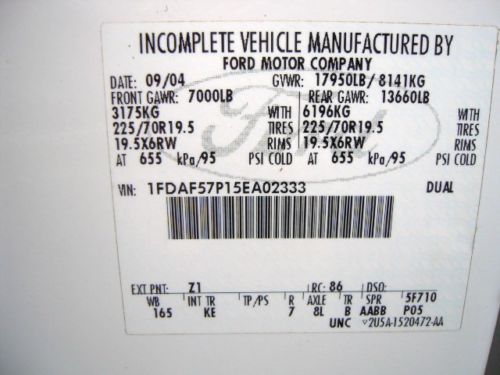 INCOMPLETE VEHICLE MANUFACTURED BY
FORD MOTOR COMPANY
DATE: 09/04 GVWR: 17950LB / 8141KG
FRONT GAWR: 7000LB REAR GAWR: 13660LB
3175KG WITH 6196KG WITH
225/70R19.5 TIRES 225/70R19.5 TIRES
19.5X6RW RIMS 19.5X6RW RIMS
AT 655 kPa/95 PSI COLD AT 655 kPa/95 PSI COLD
VIN: 1FDAF57P15EA02333 DUAL
Ford
EXT PNT: Z1 RC: 86 DSO:
WB INT TR TP/PS R AXLE TR SPR 5F710
165 KE 7 8L B AABB P05
UNC 2U5A-1520472-AA